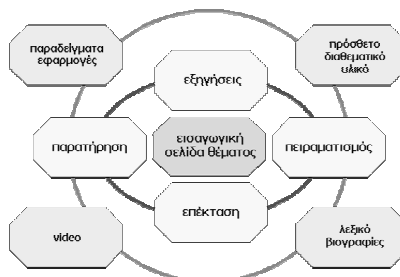 παραδείγματα
εφαρμογές
πρόσθετο
διαθεματικό
υλικό
εξηγήσεις
παρατήρηση
εισαγωγική
σελίδα θέματος
πειραματισμός
επέκταση
video
λεξικό
βιογραφίες